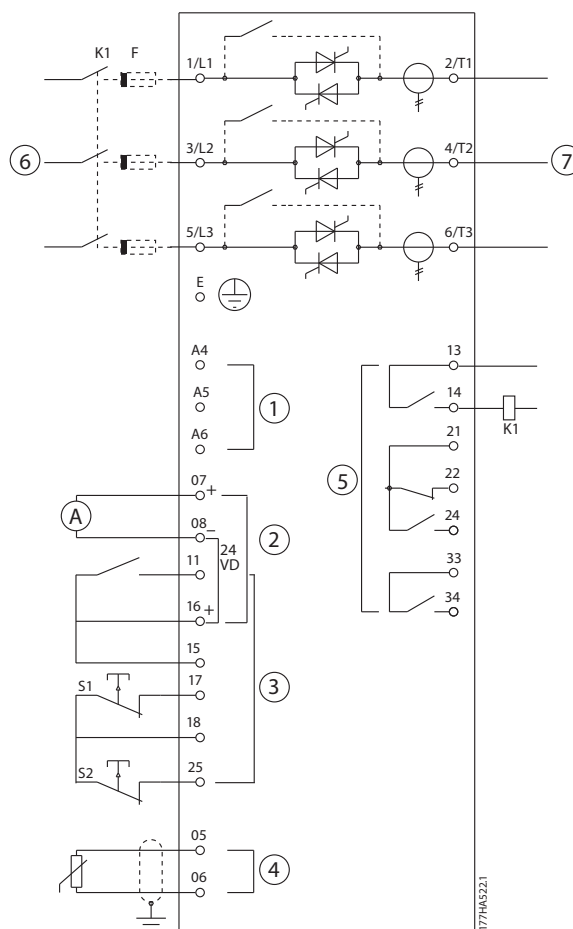 K1 F 1/L1 2/T1
6 3/L2 4/T2 7
5/L3 6/T3
E
A4 13
A5 1 14
A6 K1
21
07 + 5 22
A 08 – 24 VD 2 24
11 33
16 + 34
15
S1 17 3
18
S2 25
05
06 4
177HA522.1